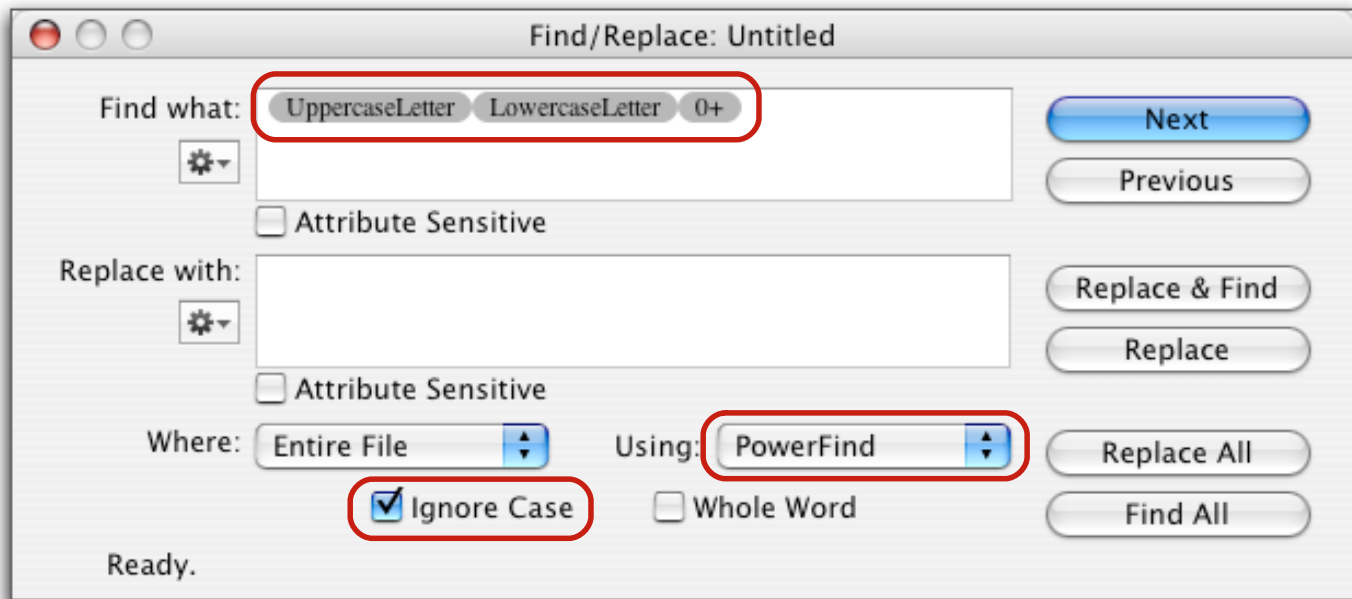 Find/Replace: Untitled
Find what: UppercaseLetter LowercaseLetter 0+
Next
Previous
Attribute Sensitive
Replace with:
Replace & Find
Replace
Attribute Sensitive
Where: Entire File Using: PowerFind Replace All
Ignore Case Whole Word Find All
Ready.